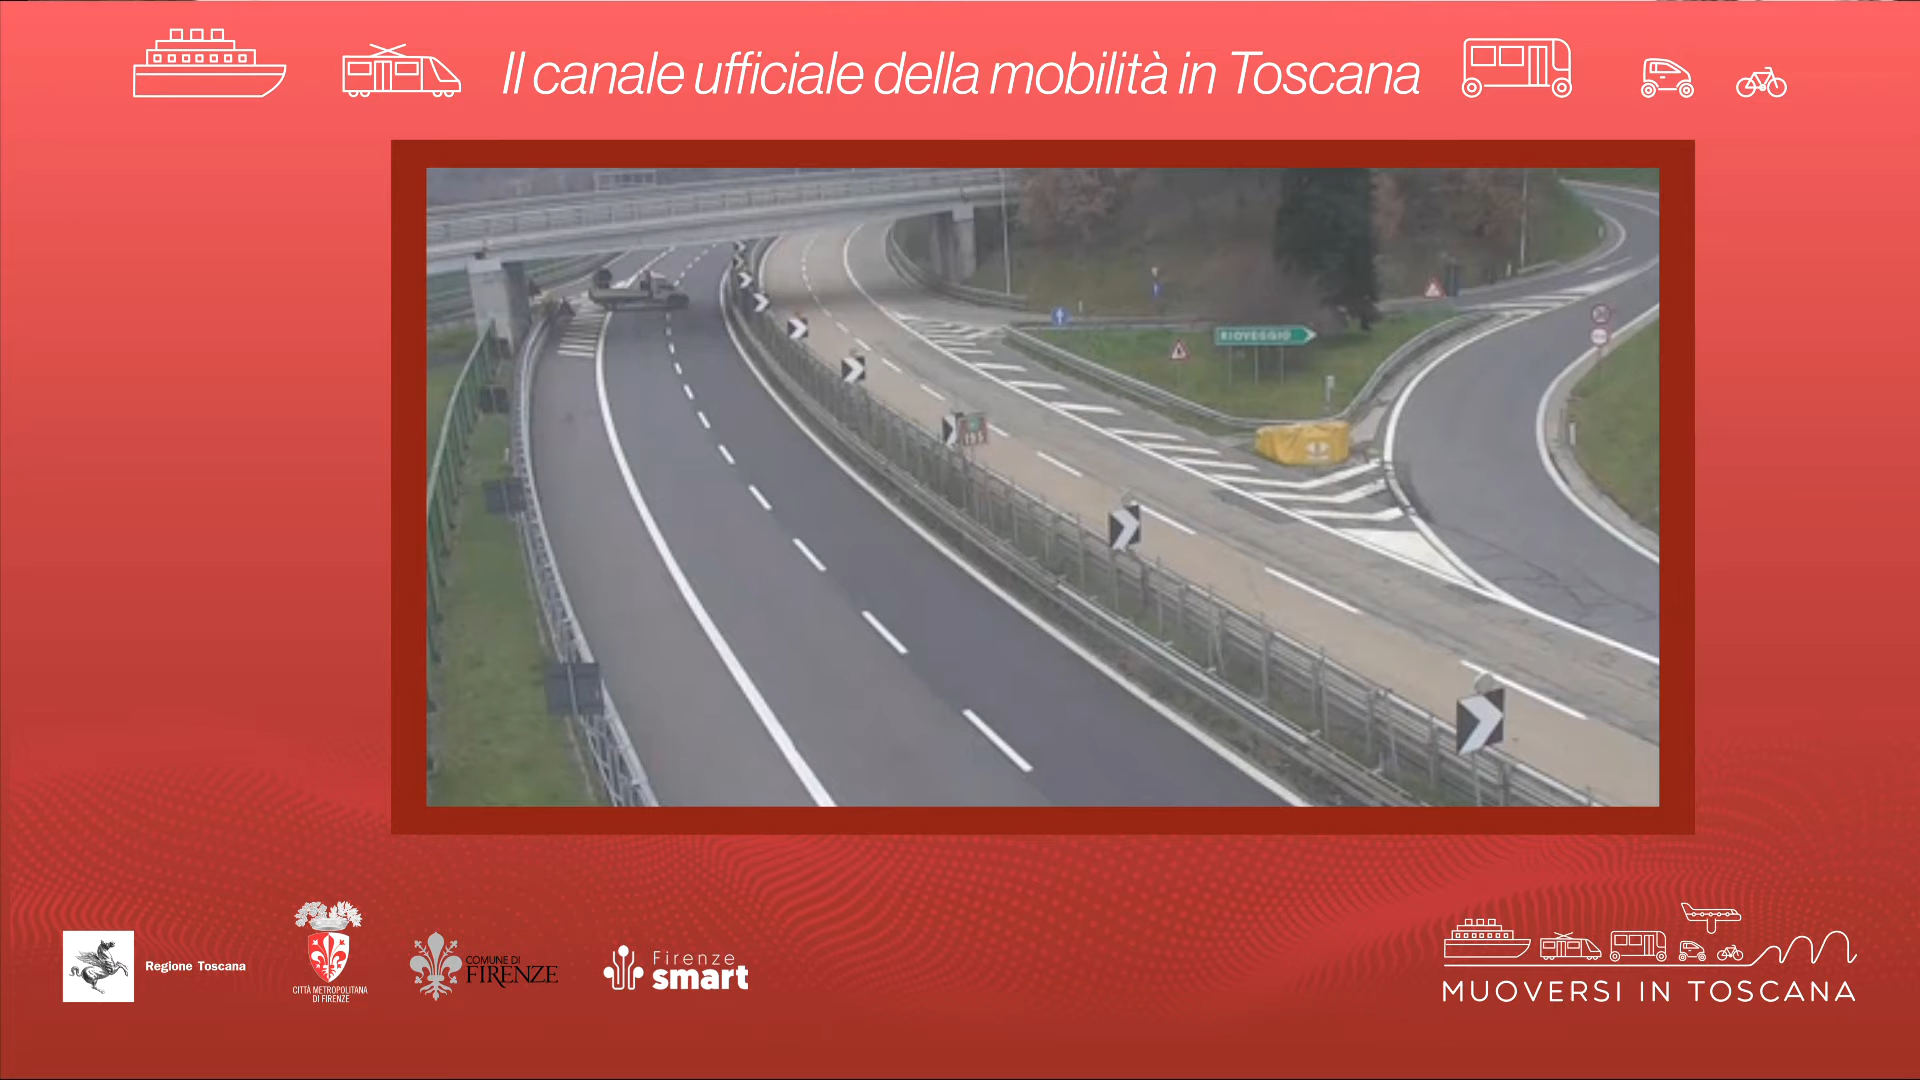 Il canale ufficiale della mobilità in Toscana
RIOVEGGIO
Regione Toscana
CITTÀ METROPOLITANA
DI FIRENZE
COMUNE DI
FIRENZE
Firenze
smart
MUOVERSI IN TOSCANA